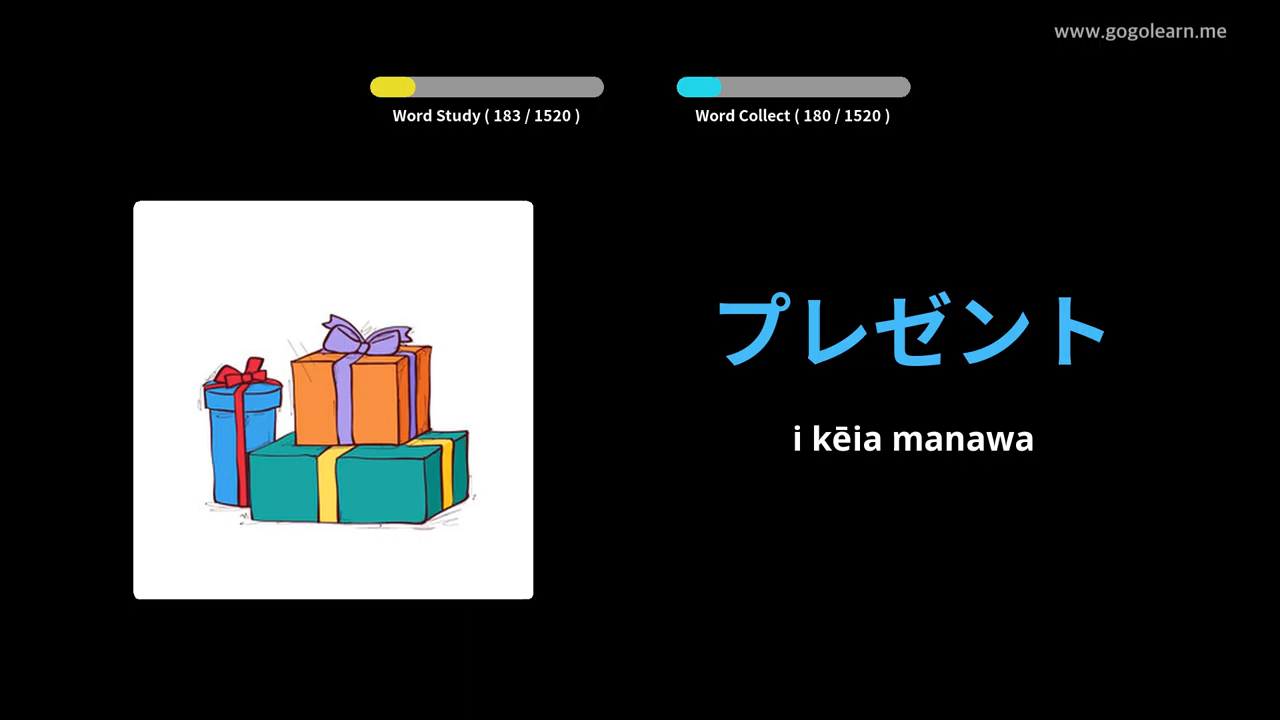 www.gogolearn.me
Word Study ( 183 / 1520 )
Word Collect ( 180 / 1520 )
プレゼント
i kēia manawa